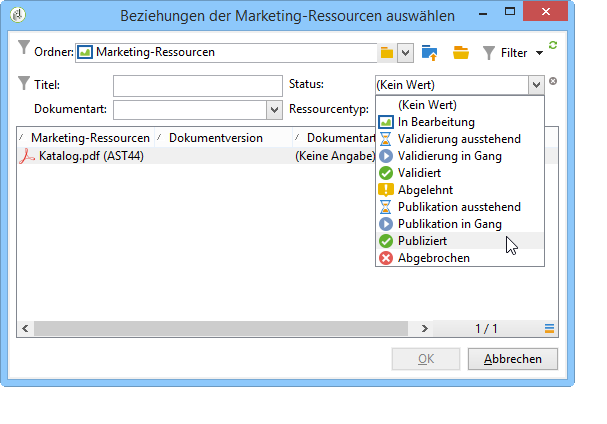 Beziehungen der Marketing-Ressourcen auswählen
Ordner: Marketing-Ressourcen Filter
Titel: Status: (Kein Wert)
Dokumentart: Ressourcentyp:
(Kein Wert)
In Bearbeitung
Validierung ausstehend
Validierung in Gang
Validiert
Abgelehnt
Publikation ausstehend
Publikation in Gang
Publiziert
Abgebrochen
Marketing-Ressourcen Dokumentversion Dokumentart
Katalog.pdf (AST44) (Keine Angabe)
1 / 1
OK Abbrechen